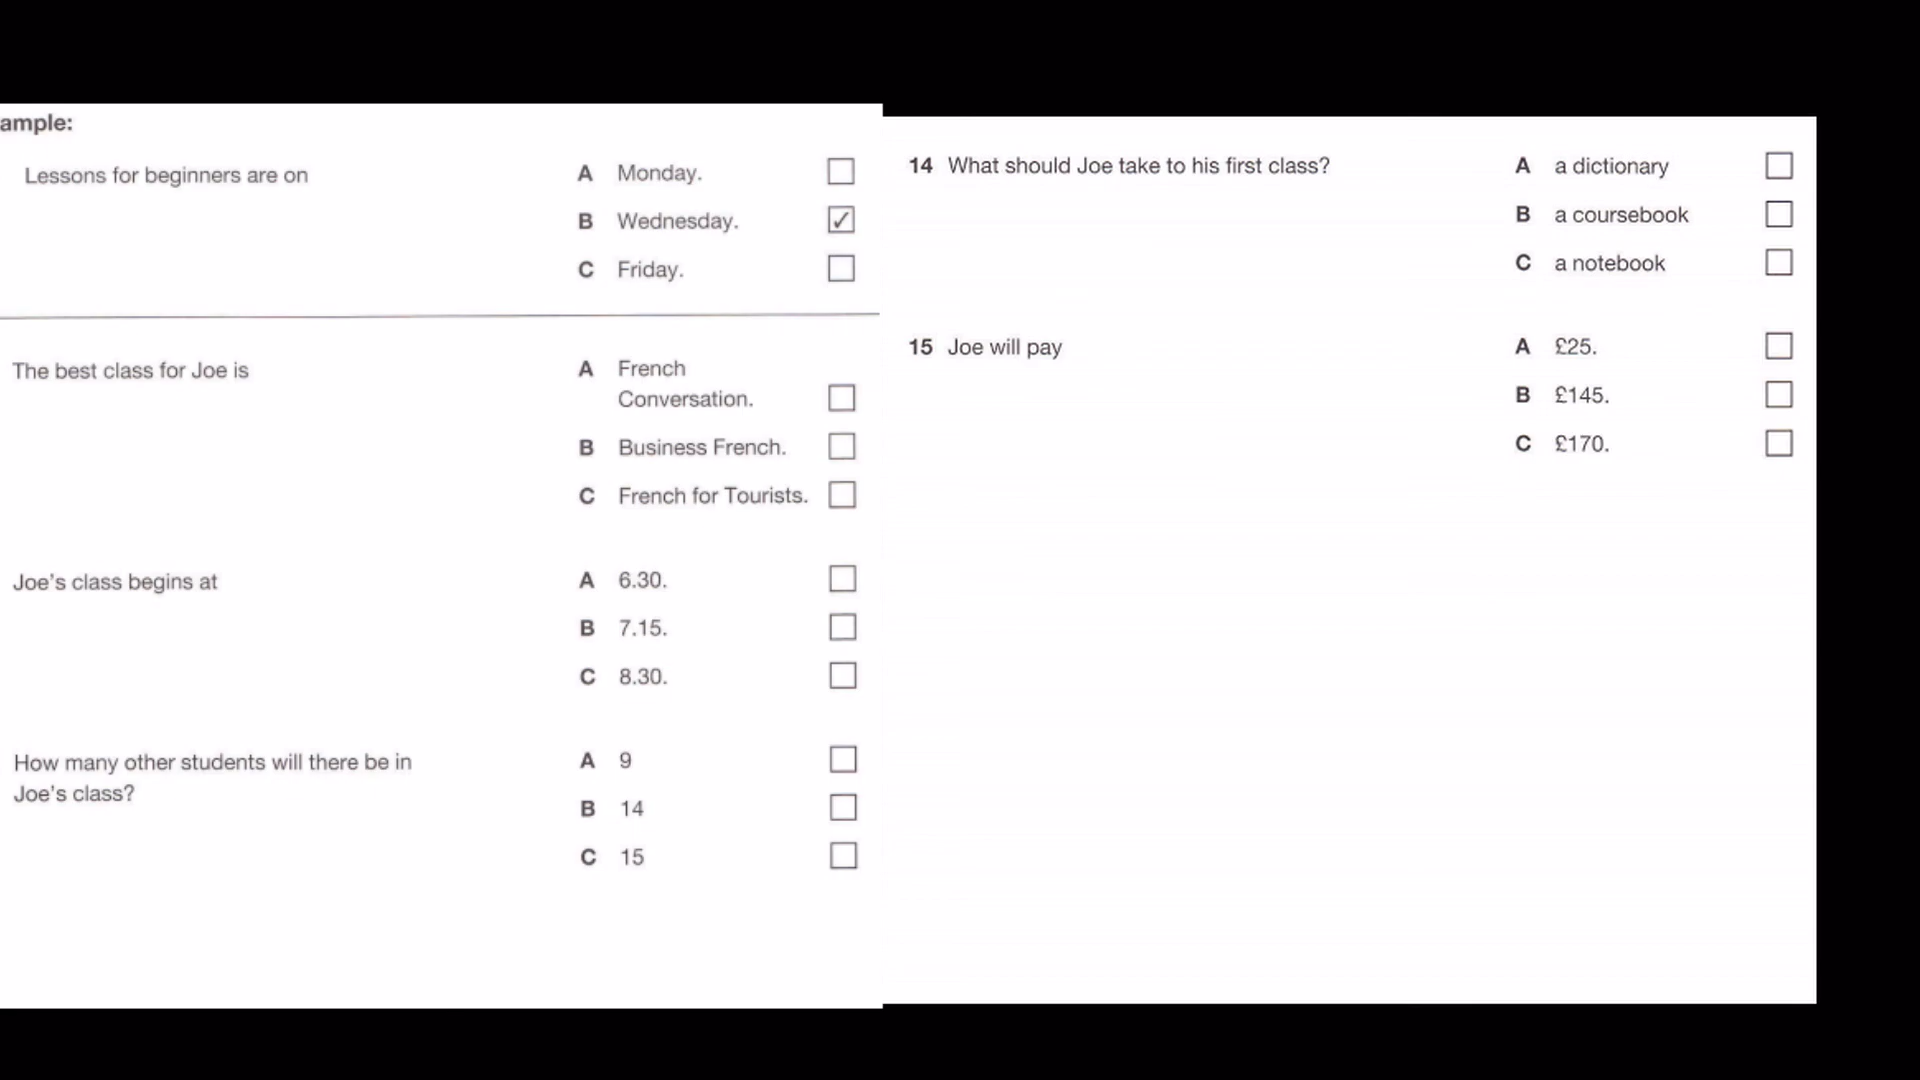 ample:
Lessons for beginners are on
A Monday.
B Wednesday. ✓
C Friday.
The best class for Joe is
A French
Conversation.
B Business French.
C French for Tourists.
Joe's class begins at
A 6.30.
B 7.15.
C 8.30.
How many other students will there be in
Joe's class?
A 9
B 14
C 15
14 What should Joe take to his first class?
A a dictionary
B a coursebook
C a notebook
15 Joe will pay
A £25.
B £145.
C £170.